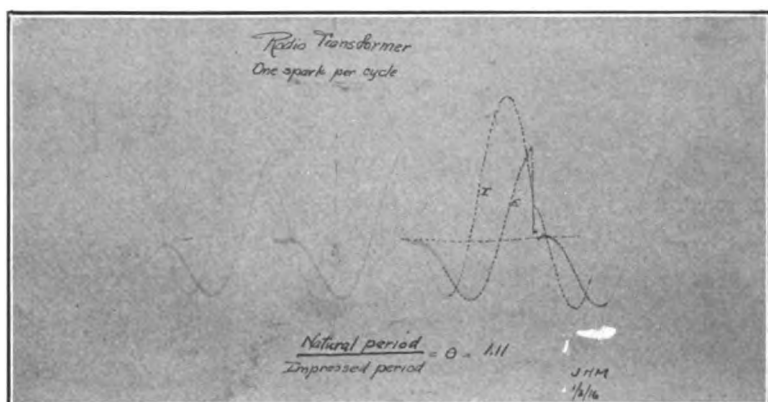 Radio Transformer
One spark per cycle
I
E
Natural period
Impressed period
= θ = 1.11
JHM
1/3/16